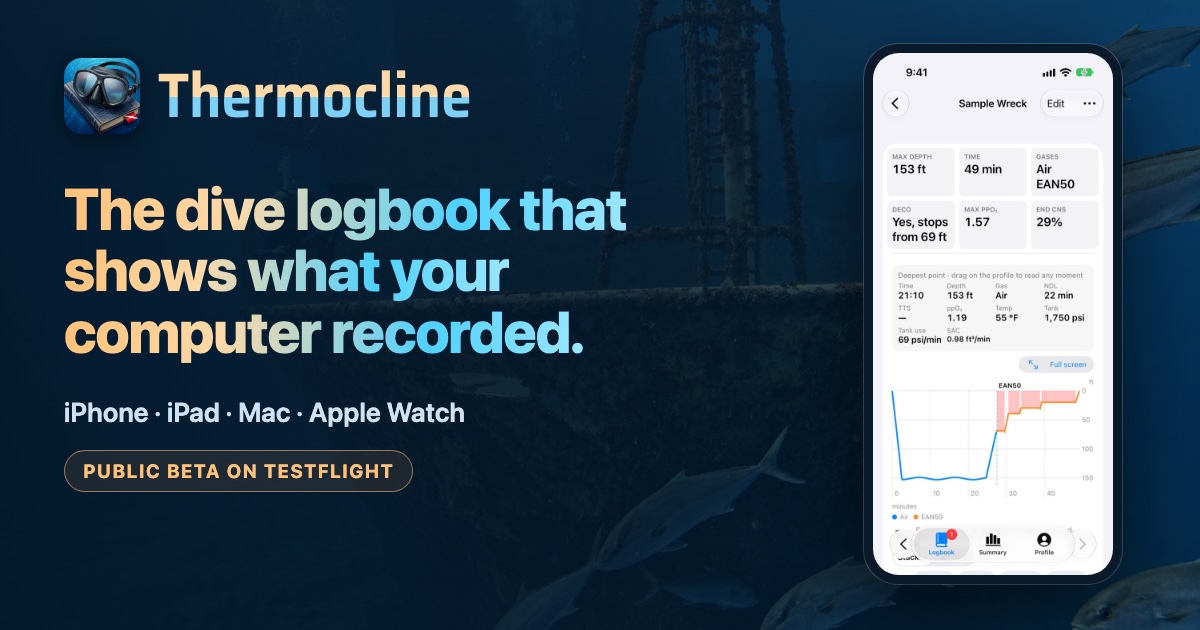 Thermocline
The dive logbook that
shows what your
computer recorded.
iPhone · iPad · Mac · Apple Watch
PUBLIC BETA ON TESTFLIGHT
9:41
Sample Wreck
Edit
MAX DEPTH
153 ft
TIME
49 min
GASES
Air
EAN50
DECO
Yes, stops
from 69 ft
MAX PPO₂
1.57
END CNS
29%
Deepest point · drag on the profile to read any moment
Time
21:10
Depth
153 ft
Gas
Air
NDL
22 min
TTS
—
ppO₂
1.19
Temp
55 °F
Tank
1,750 psi
Tank use
69 psi/min
SAC
0.98 ft³/min
Full screen
EAN50
ft
0
50
100
150
0 10 20 30 40
minutes
Air EAN50
1
Logbook
Summary
Profile